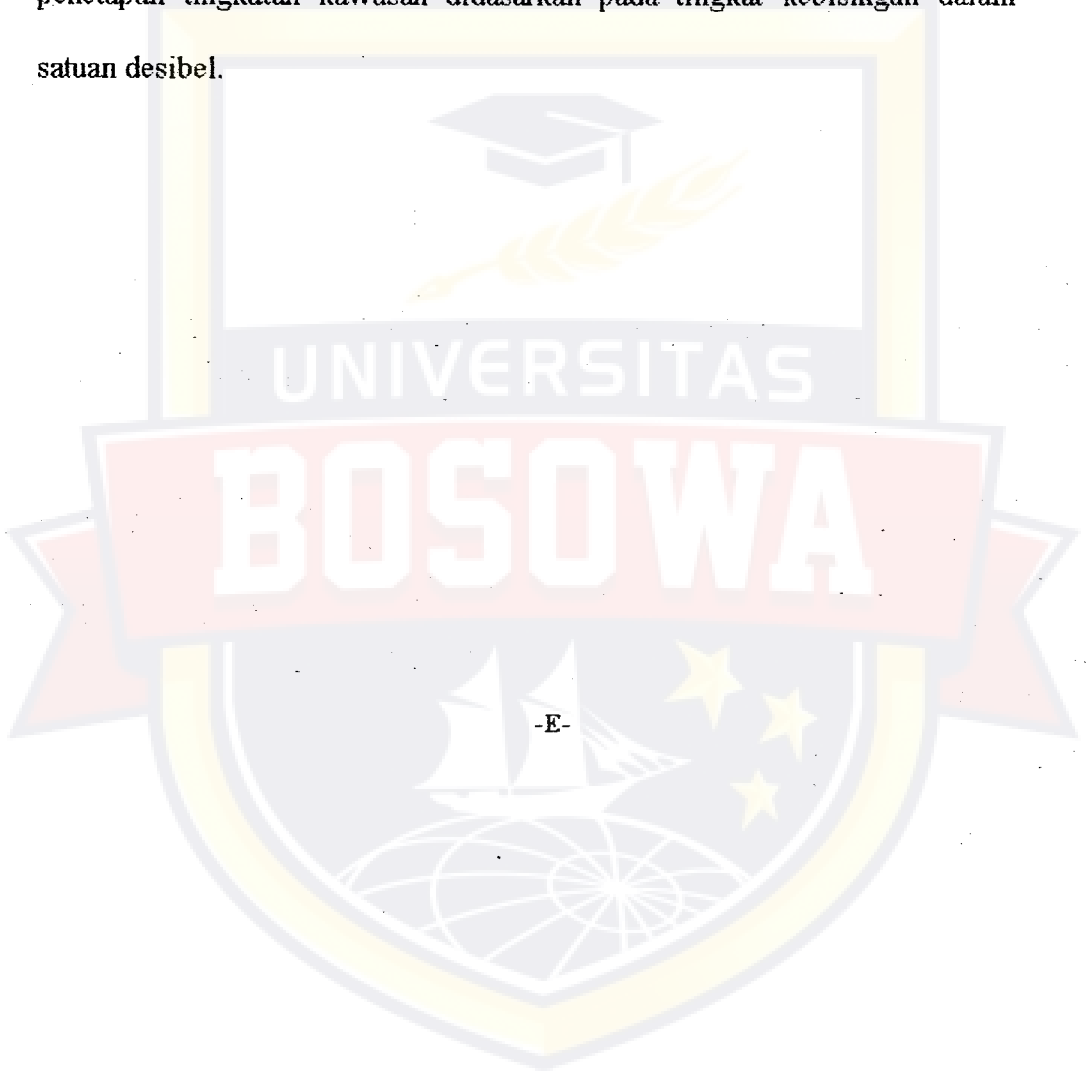 penetapan tingkatan kawasan didasarkan pada tingkat kebisingan dalam
satuan desibel.
UNIVERSITAS
BOSOWA
-E-